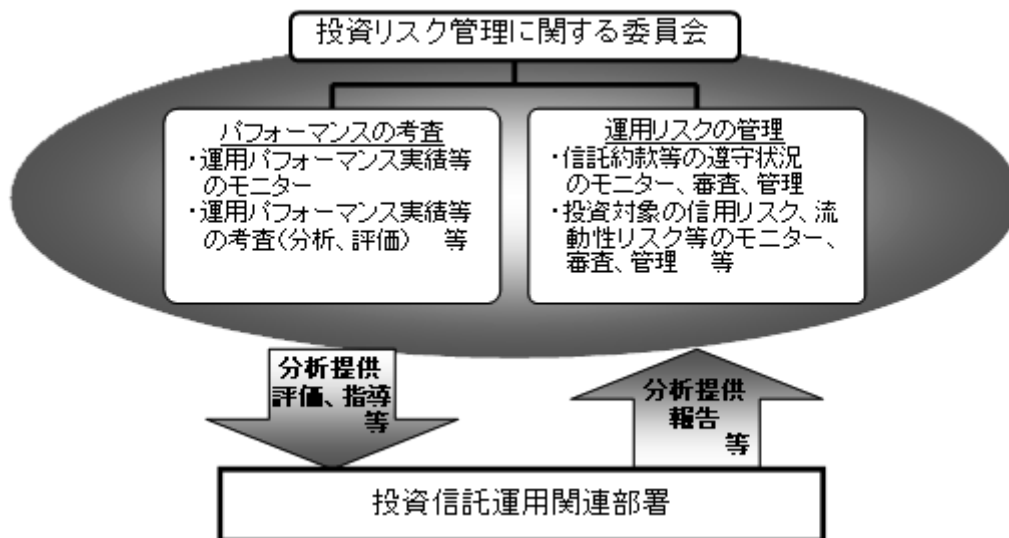 投資リスク管理に関する委員会
パフォーマンスの考査
・運用パフォーマンス実績等
のモニター
・運用パフォーマンス実績等
の考査(分析、評価) 等
運用リスクの管理
・信託約款等の遵守状況
のモニター、審査、管理
・投資対象の信用リスク、流
動性リスク等のモニター、
審査、管理 等
分析提供
評価、指導
等
分析提供
報告
等
投資信託運用関連部署